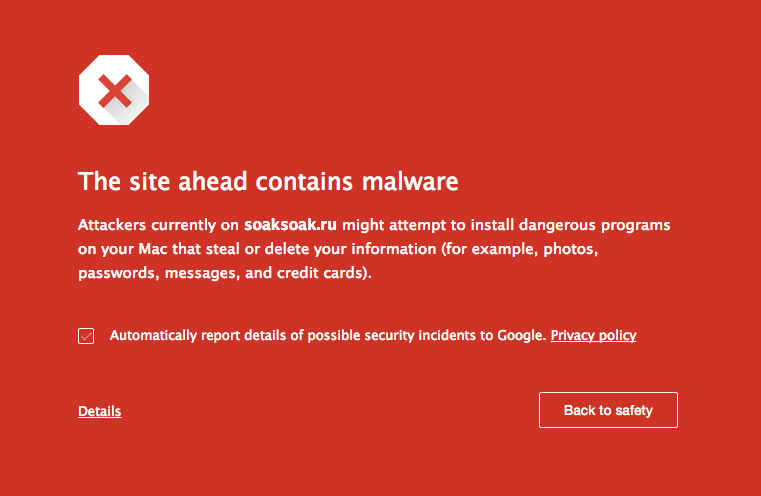 The site ahead contains malware
Attackers currently on soaksoak.ru might attempt to install dangerous programs
on your Mac that steal or delete your information (for example, photos,
passwords, messages, and credit cards).
Automatically report details of possible security incidents to Google. Privacy policy
Details
Back to safety